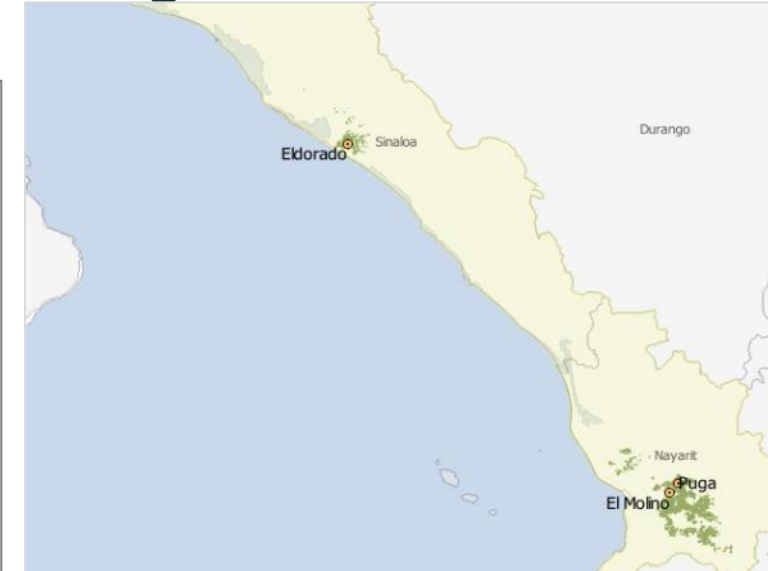 Durango
Sinaloa
Eldorado
Nayarit
Puga
El Molino